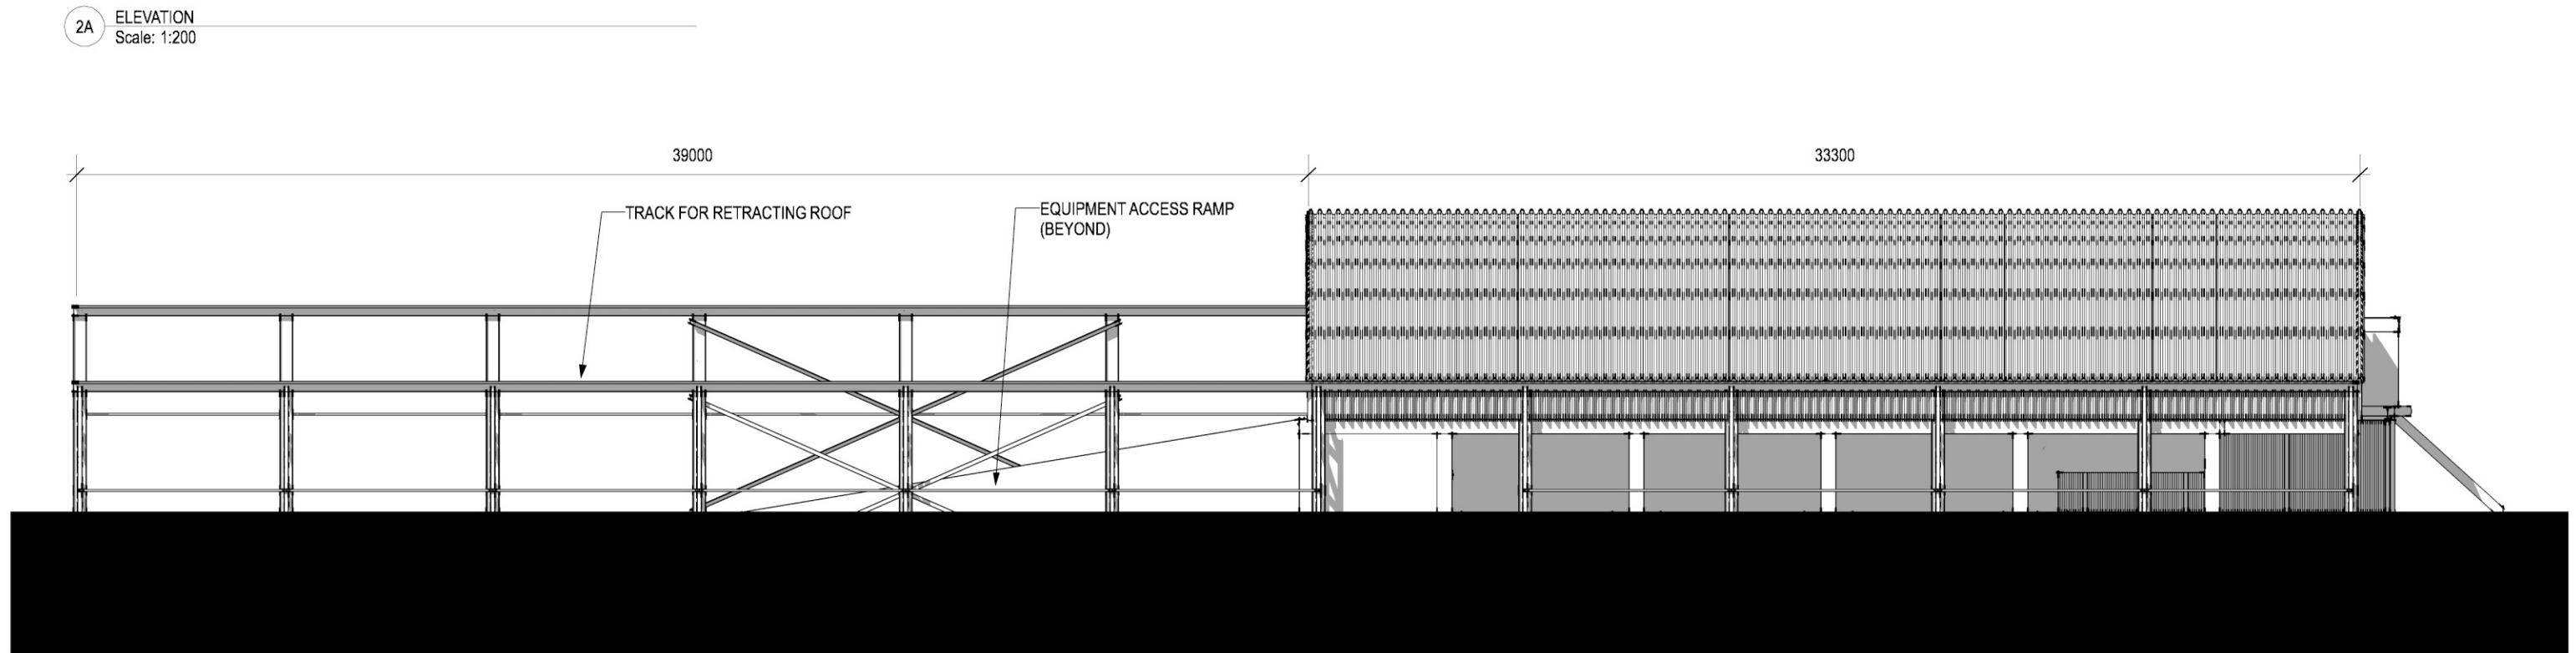 2A
ELEVATION
Scale: 1:200
39000
33300
TRACK FOR RETRACTING ROOF
EQUIPMENT ACCESS RAMP
(BEYOND)